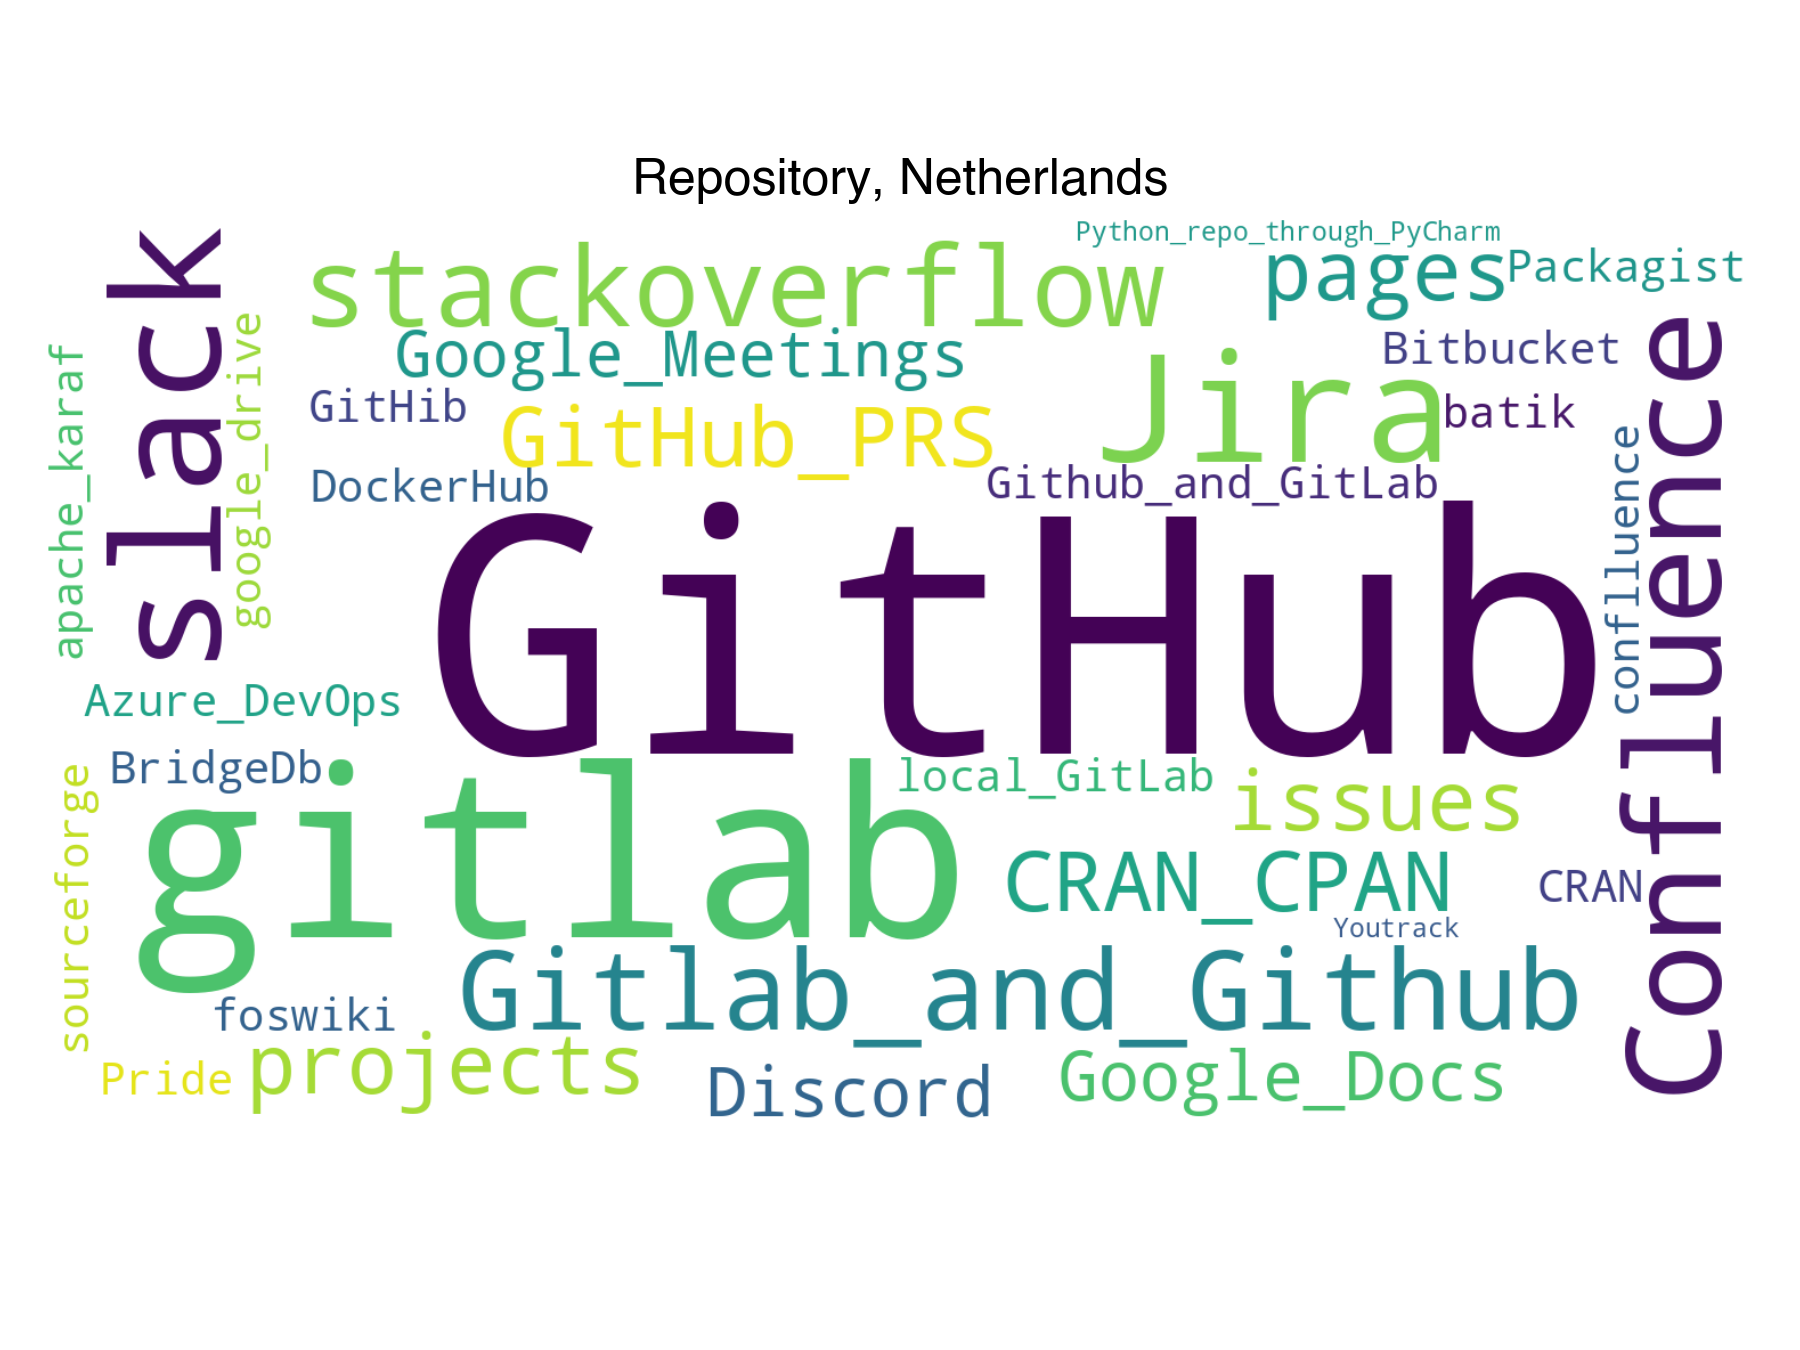 Repository, Netherlands
Python_repo_through_PyCharm
slack
stackoverflow
pages
Packagist
google_drive
Google_Meetings
Bitbucket
Confluence
apache_karaf
GitHib
GitHub_PRS
Jira
batik
DockerHub
Github_and_GitLab
conflluence
GitHub
Azure_DevOps
BridgeDb
local_GitLab
issues
gitlab
sourceforge
CRAN_CPAN
CRAN
Youtrack
Gitlab_and_Github
foswiki
Pride
projects
Discord
Google_Docs